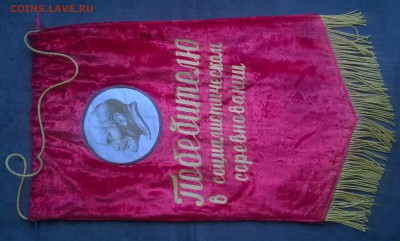 COINS.LAVE.RU
Победителю
в социалистическом
соревновании